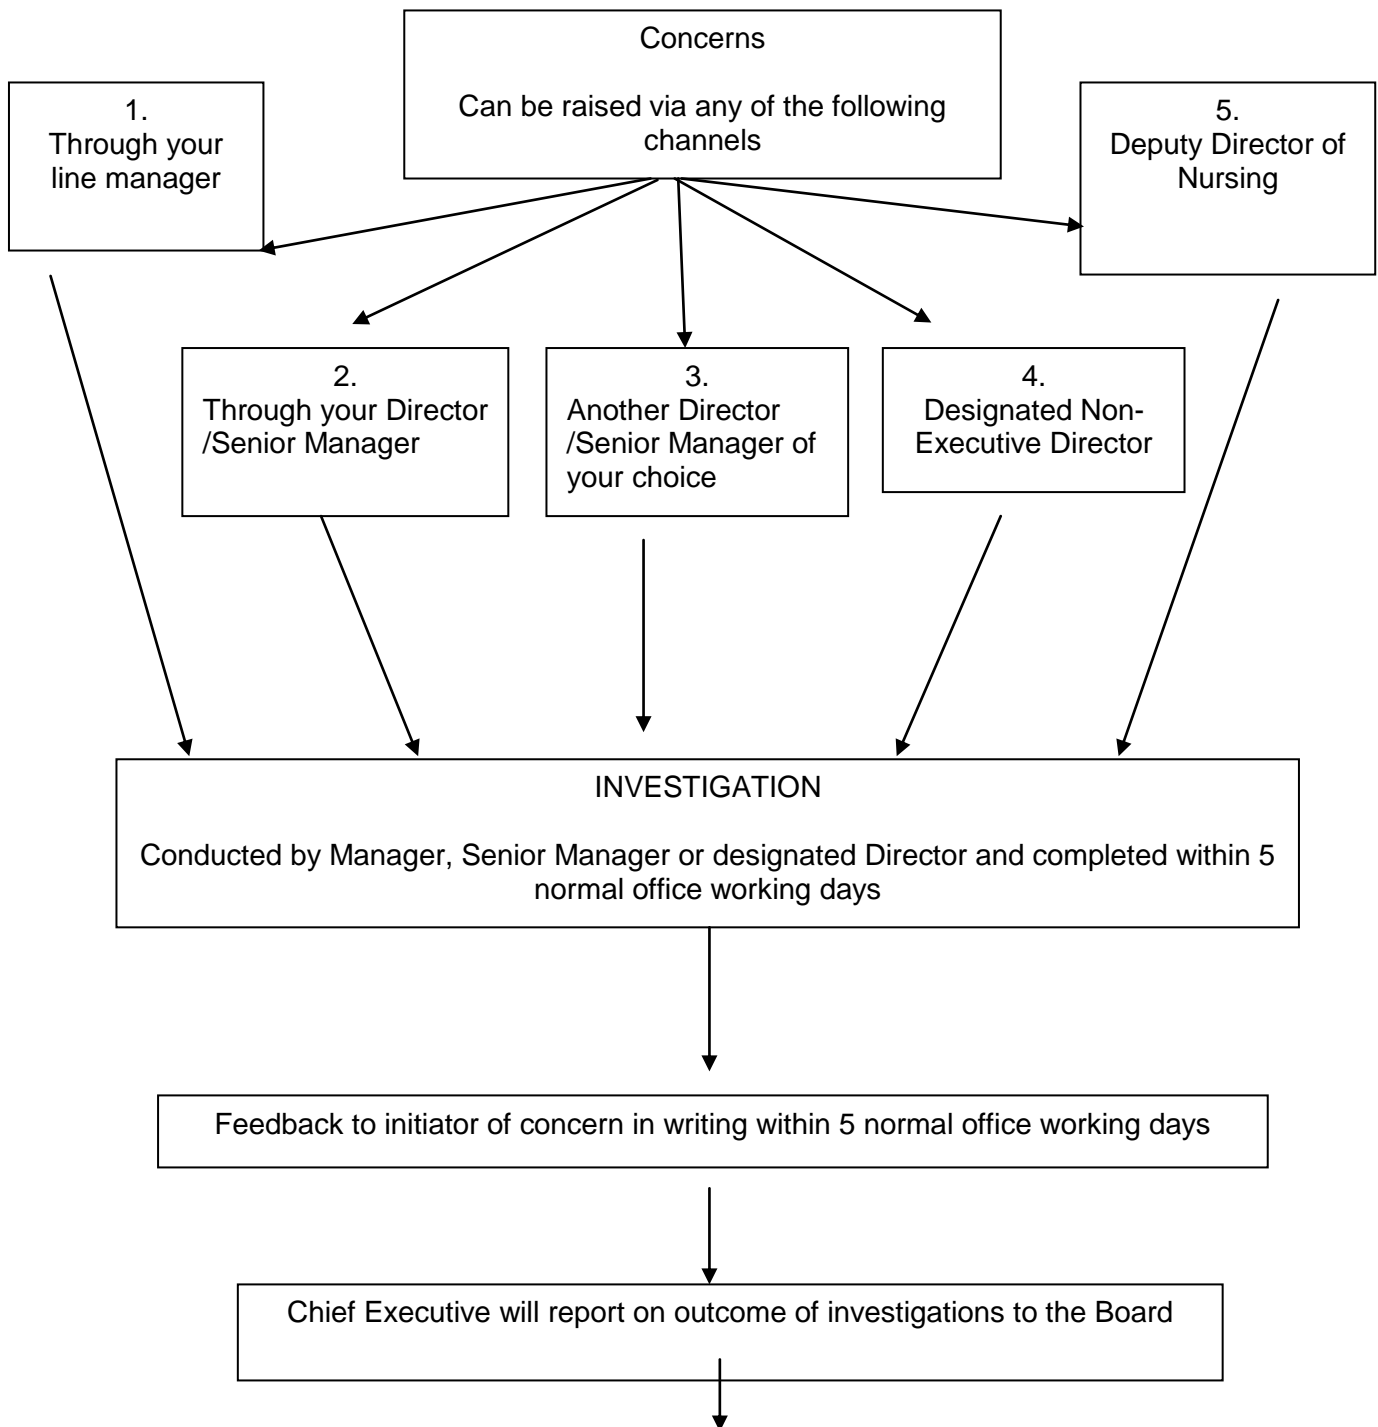 Concerns
Can be raised via any of the following
channels
1.
Through your
line manager
5.
Deputy Director of
Nursing
2.
Through your Director
/Senior Manager
3.
Another Director
/Senior Manager of
your choice
4.
Designated Non-
Executive Director
INVESTIGATION
Conducted by Manager, Senior Manager or designated Director and completed within 5
normal office working days
Feedback to initiator of concern in writing within 5 normal office working days
Chief Executive will report on outcome of investigations to the Board